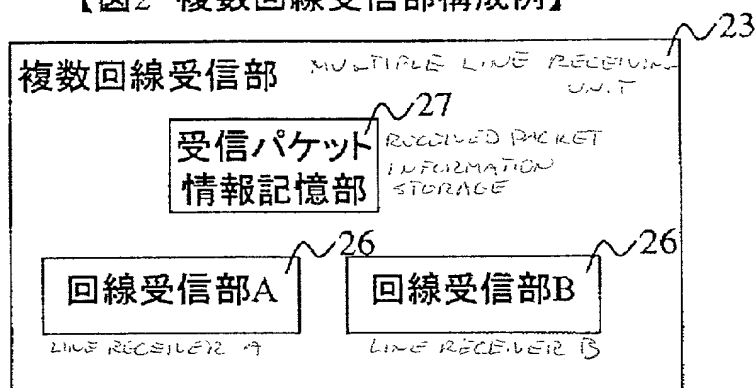 【図2 複数回線受信部構成例】
23
複数回線受信部 MULTIPLE LINE RECEIVING
UNIT
27
受信パケット RECEIVED PACKET
情報記憶部 INFORMATION
STORAGE
26 26
回線受信部A 回線受信部B
LINE RECEIVER A LINE RECEIVER B